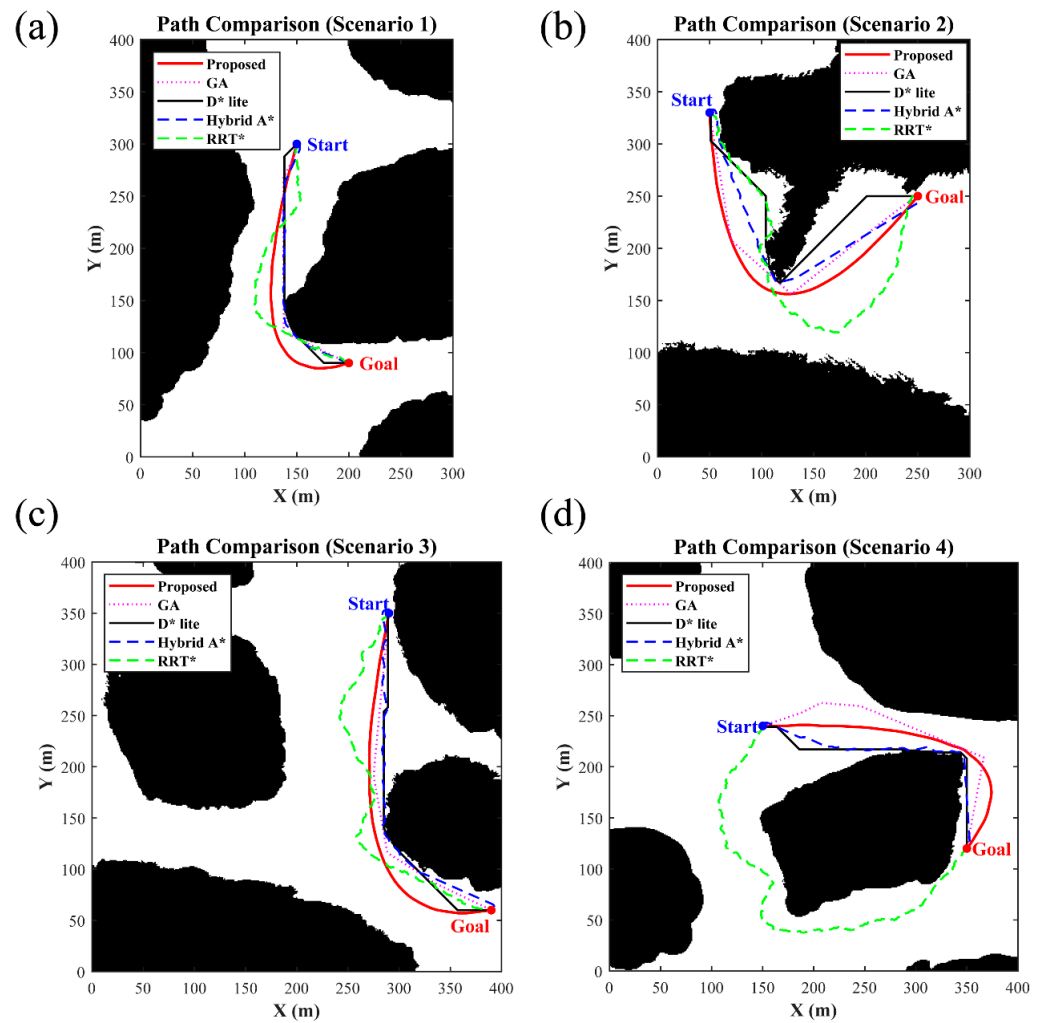 (a)
Path Comparison (Scenario 1)
400
350
300
250
200
150
100
50
0
Y (m)
Proposed
GA
D* lite
Hybrid A*
RRT*
Start
Goal
0 50 100 150 200 250 300
X (m)
(b)
Path Comparison (Scenario 2)
400
350
300
250
200
150
100
50
0
Y (m)
Proposed
GA
D* lite
Hybrid A*
RRT*
Start
Goal
0 50 100 150 200 250 300
X (m)
(c)
Path Comparison (Scenario 3)
400
350
300
250
200
150
100
50
0
Y (m)
Proposed
GA
D* lite
Hybrid A*
RRT*
Start
Goal
0 50 100 150 200 250 300 350 400
X (m)
(d)
Path Comparison (Scenario 4)
400
350
300
250
200
150
100
50
0
Y (m)
Proposed
GA
D* lite
Hybrid A*
RRT*
Start
Goal
0 50 100 150 200 250 300 350 400
X (m)